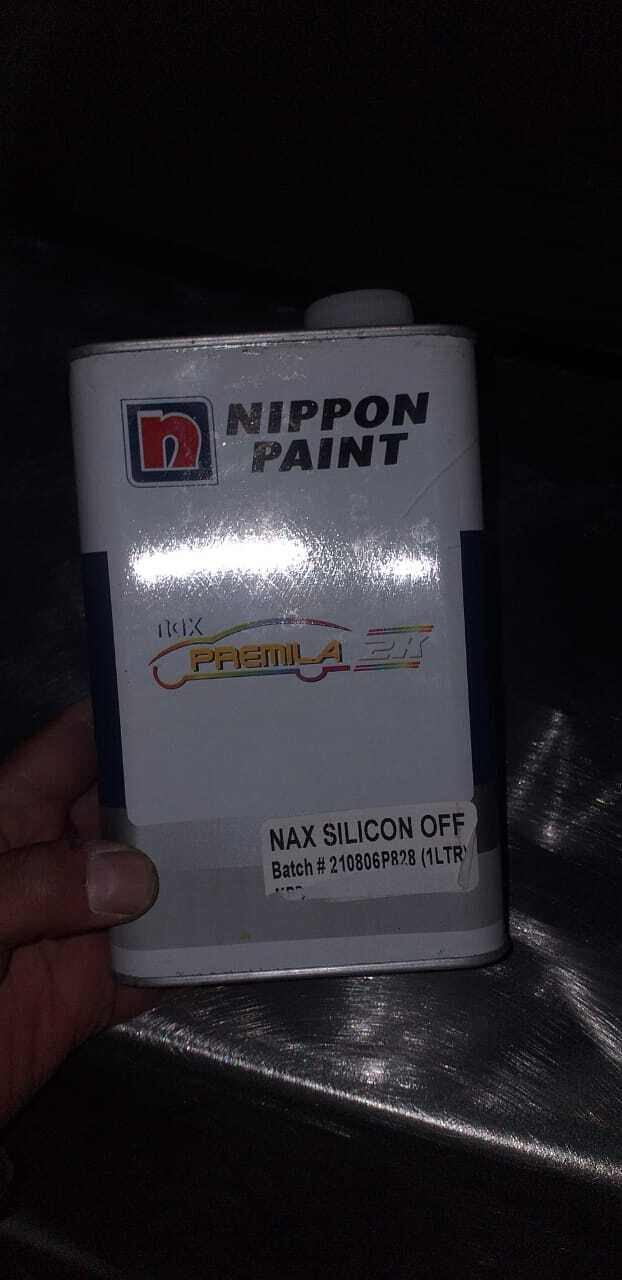 n
NIPPON
PAINT
nax
PREMILA 2K
NAX SILICON OFF
Batch # 210806P828 (1LTR)